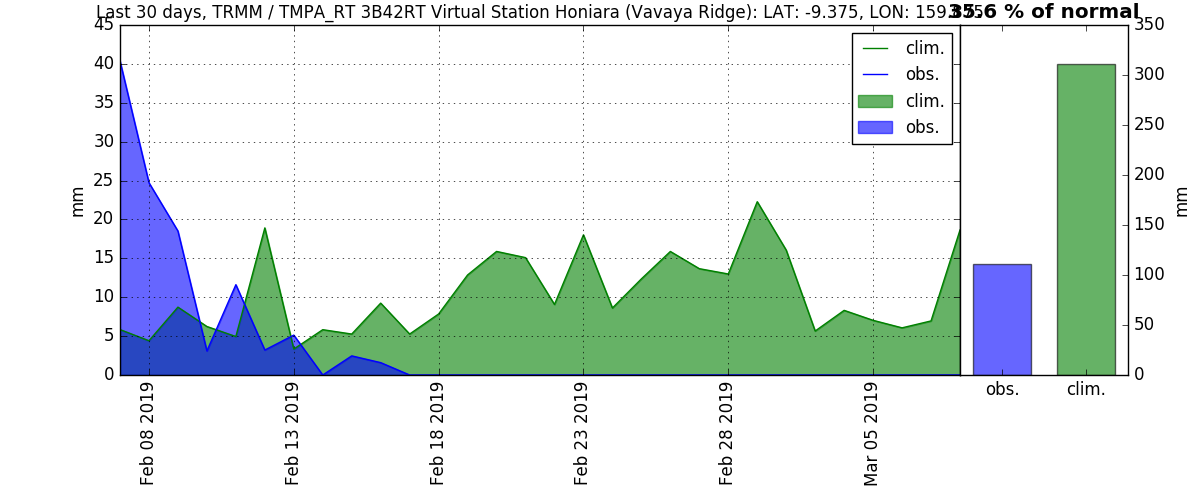 Last 30 days, TRMM / TMPA_RT 3B42RT Virtual Station Honiara (Vavaya Ridge): LAT: -9.375, LON:
35.6 % of normal
45
40
35
30
25
20
15
10
5
0
mm
clim.
obs.
clim.
obs.
Feb 08 2019
Feb 13 2019
Feb 18 2019
Feb 23 2019
Feb 28 2019
Mar 05 2019
350
300
250
200
150
100
50
0
mm
obs.
clim.